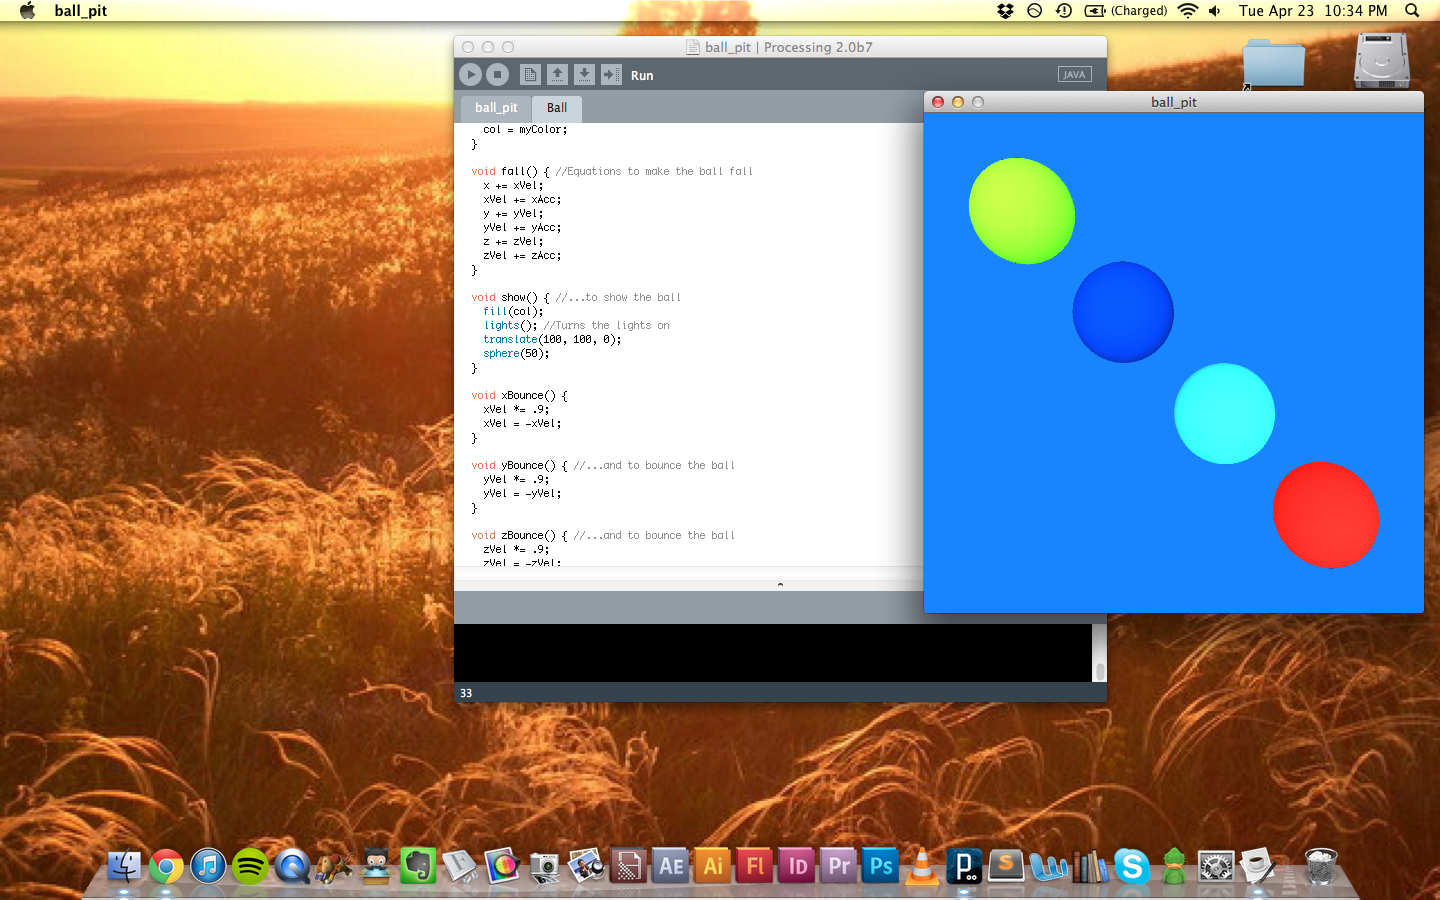 ball_pit
(Charged) Tue Apr 23 10:34 PM
ball_pit | Processing 2.0b7
Run
JAVA
ball_pit
Ball
col = myColor;
}
void fall() { //Equations to make the ball fall
x += xVel;
xVel += xAcc;
y += yVel;
yVel += yAcc;
z += zVel;
zVel += zAcc;
}
void show() { //...to show the ball
fill(col);
lights(); //Turns the lights on
translate(100, 100, 0);
sphere(50);
}
void xBounce() {
xVel *= .9;
xVel = -xVel;
}
void yBounce() { //...and to bounce the ball
yVel *= .9;
yVel = -yVel;
}
void zBounce() { //...and to bounce the ball
zVel *= .9;
zVel = -zVel;
33
ball_pit
AE
Ai
Fl
Id
Pr
Ps
P
S
W
S